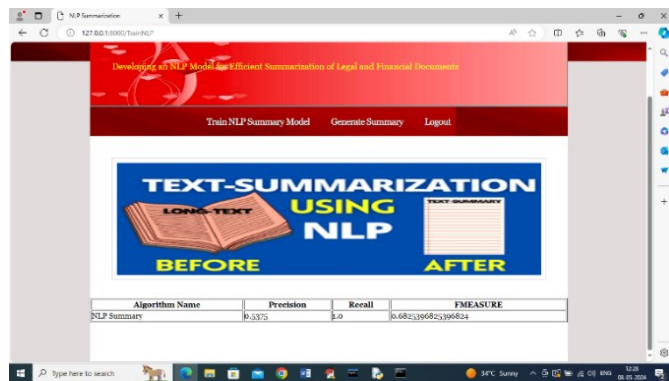 NLP Summarization
127.0.0.1:8000/TrainNLP
Developing an NLP Model for Efficient Summarization of Legal and Financial Documents
Train NLP Summary Model Generate Summary Logout
TEXT-SUMMARIZATION
LONG-TEXT
USING
TEXT-SUMMARY
NLP
BEFORE
AFTER
Algorithm Name Precision Recall FMEASURE
NLP Summary 0.5375 1.0 0.6825396825396824
Type here to search
34°C Sunny
ENG
12:28